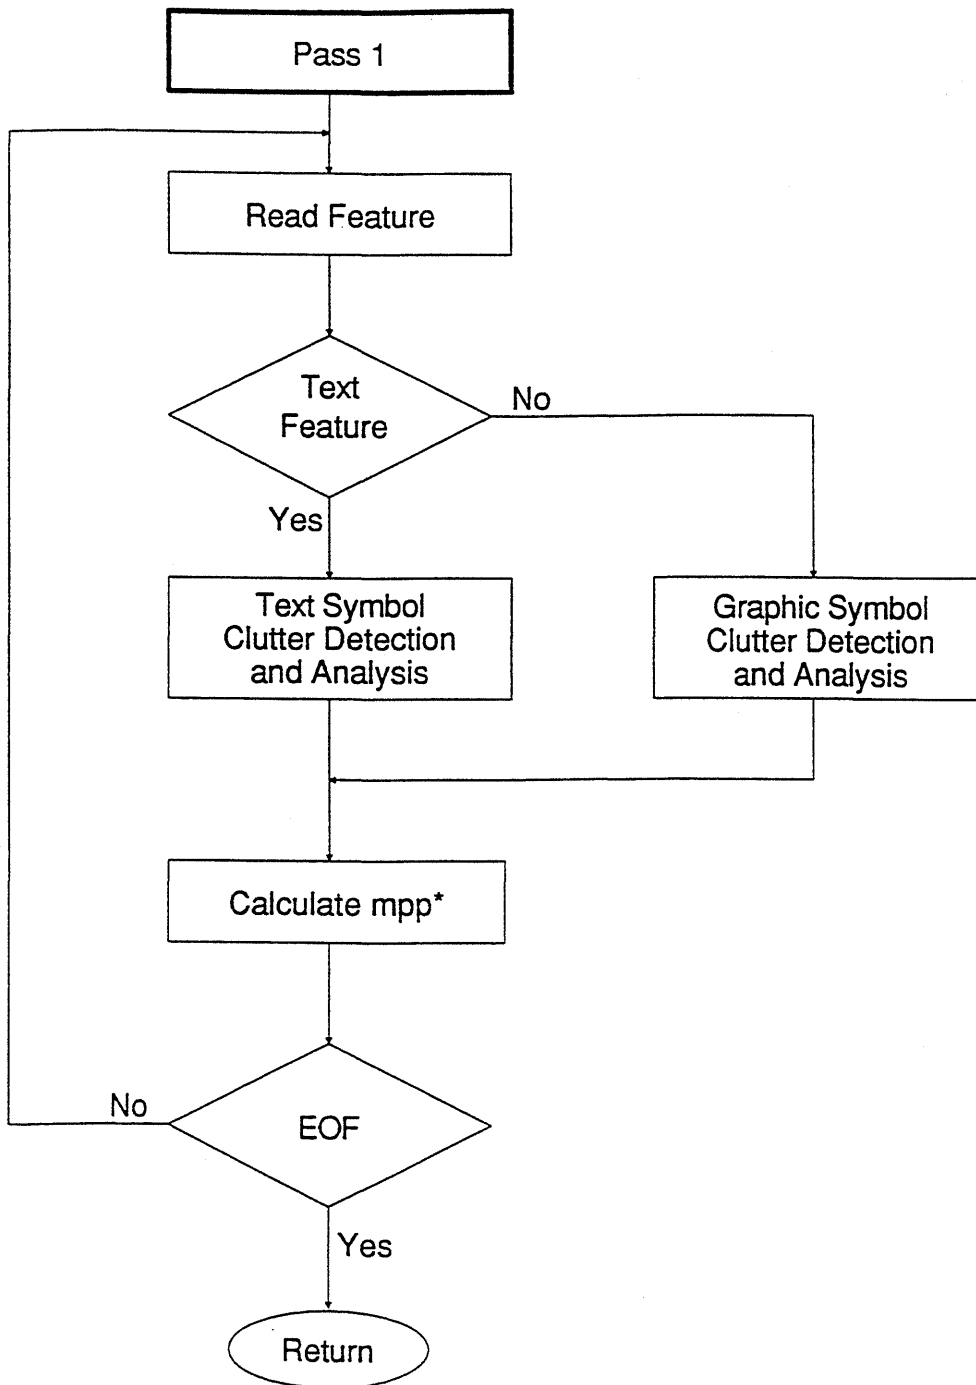 Pass 1
Read Feature
Text
Feature
No
Yes
Text Symbol
Clutter Detection
and Analysis
Graphic Symbol
Clutter Detection
and Analysis
Calculate mpp*
No
EOF
Yes
Return